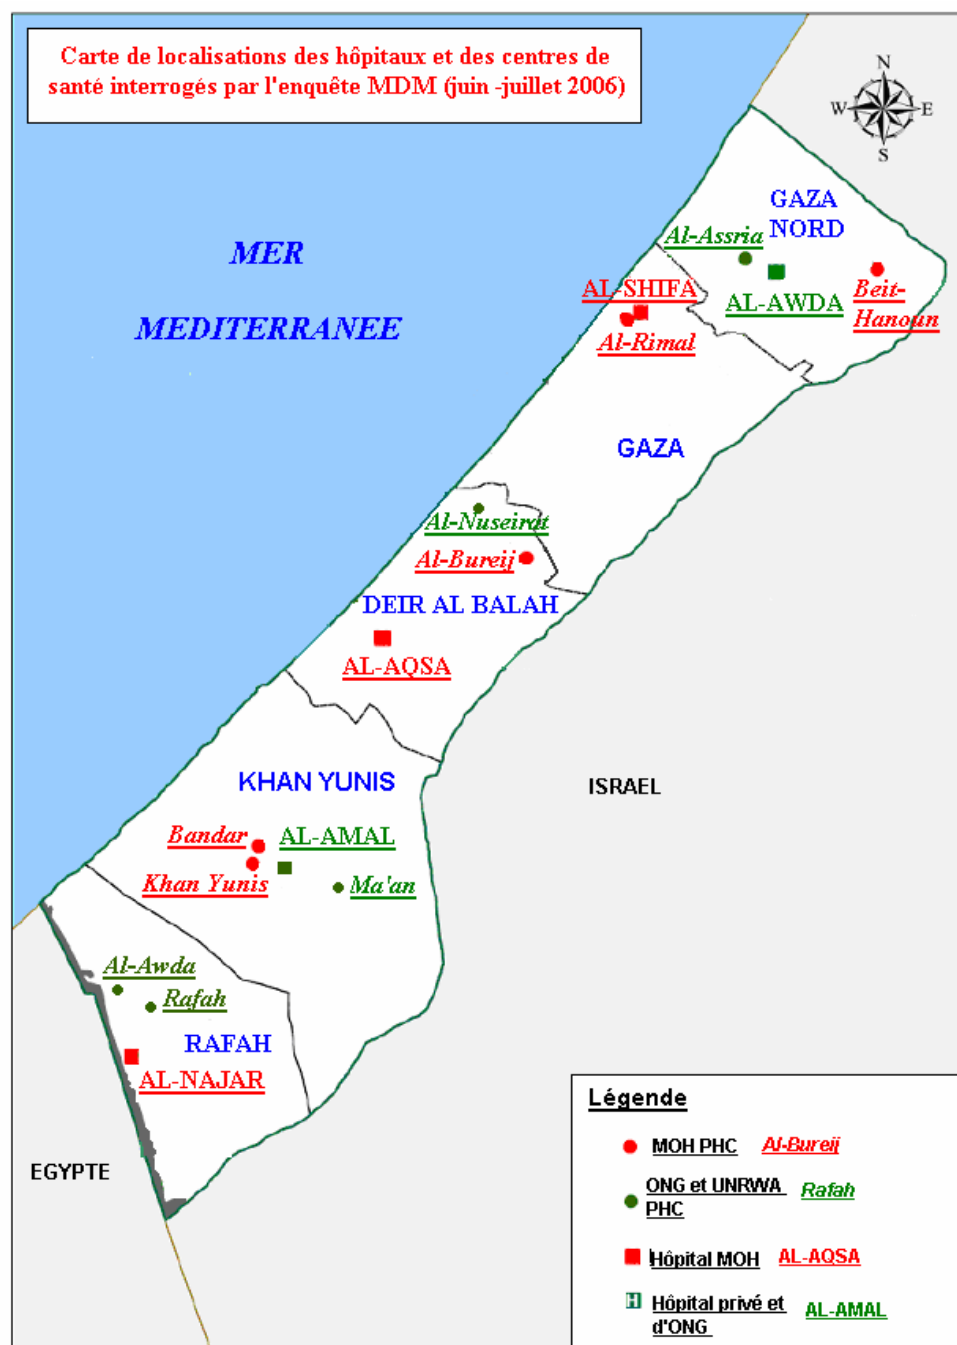 Carte de localisations des hôpitaux et des centres de
santé interrogés par l'enquête MDM (juin -juillet 2006)
N
W E
S
MER
MEDITERRANEE
GAZA
NORD
Al-Assria
AL-AWDA
Beit-
Hanoun
AL-SHIFA
Al-Rimal
GAZA
Al-Nuseirat
Al-Bureij
DEIR AL BALAH
AL-AQSA
KHAN YUNIS
ISRAEL
Bandar
AL-AMAL
Khan Yunis
Ma'an
Al-Awda
Rafah
RAFAH
AL-NAJAR
EGYPTE
Légende
MOH PHC Al-Bureij
ONG et UNRWA Rafah
PHC
Hôpital MOH AL-AQSA
H Hôpital privé et AL-AMAL
d'ONG